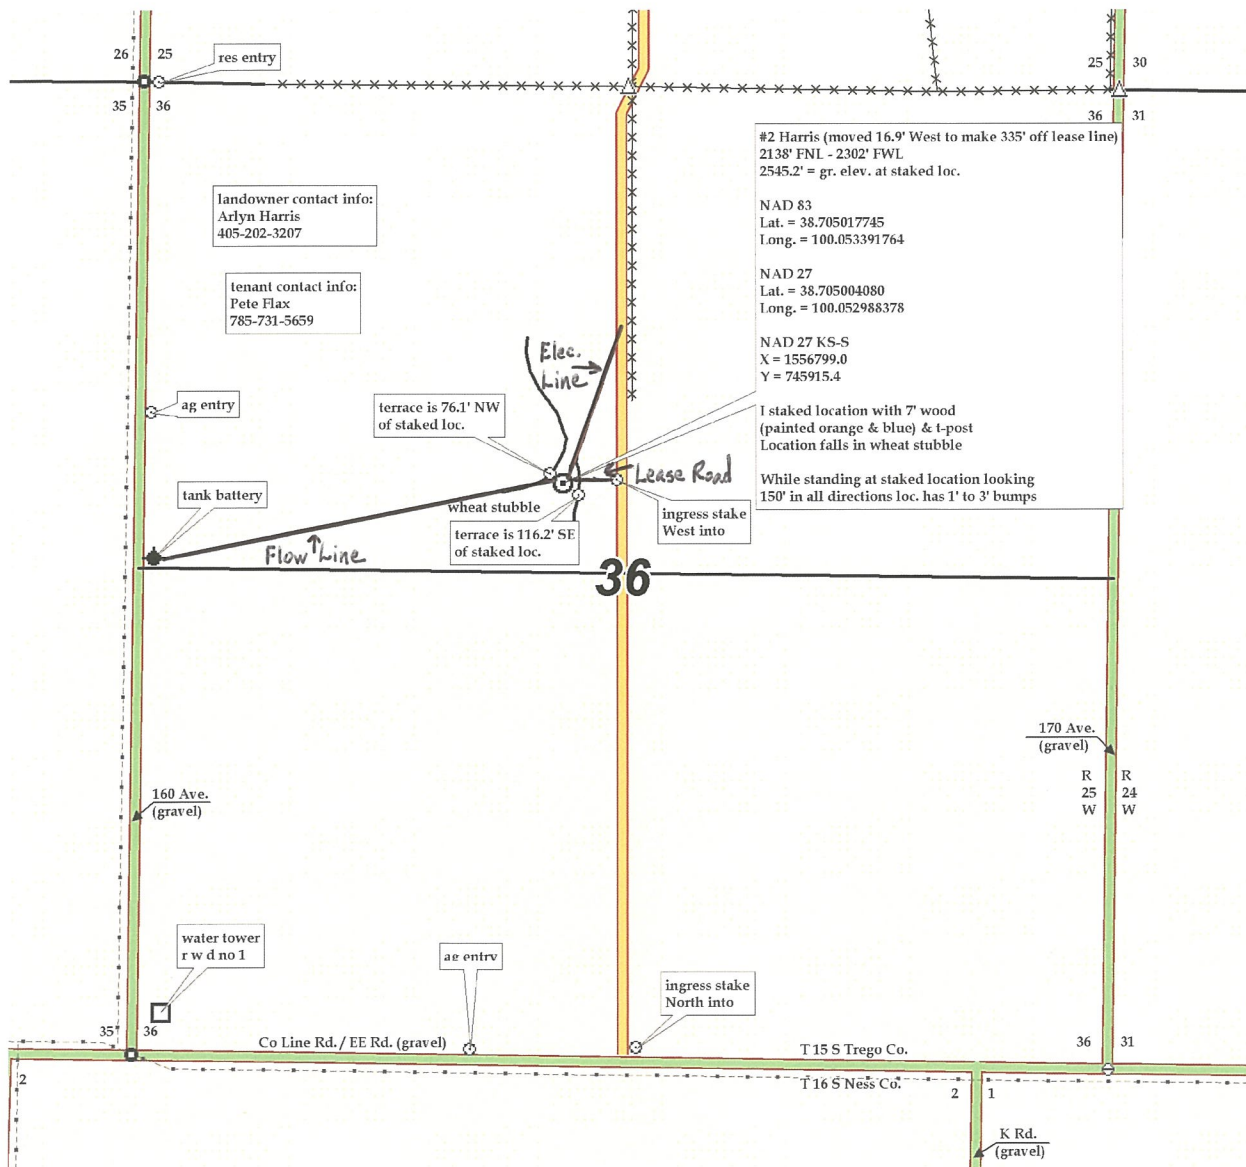 26 25
res entry
25 30
35 36
36 31
#2 Harris (moved 16.9' West to make 335' off lease line)
2138' FNL - 2302' FWL
2545.2' = gr. elev. at staked loc.
NAD 83
Lat. = 38.705017745
Long. = 100.053391764
NAD 27
Lat. = 38.705004080
Long. = 100.052988378
NAD 27 KS-S
X = 1556799.0
Y = 745915.4
I staked location with 7' wood
(painted orange & blue) & t-post
Location falls in wheat stubble
While standing at staked location looking
150' in all directions loc. has 1' to 3' bumps
landowner contact info:
Arlyn Harris
405-202-3207
tenant contact info:
Pete Flax
785-731-5659
Elec.
Line
ag entry
terrace is 76.1' NW
of staked loc.
Lease Road
tank battery
wheat stubble
ingress stake
West into
terrace is 116.2' SE
of staked loc.
Flow Line
36
170 Ave.
(gravel)
R R
25 24
W W
160 Ave.
(gravel)
water tower
r w d no 1
ag entry
ingress stake
North into
35 36
Co Line Rd. / EE Rd. (gravel)
T 15 S Trego Co.
36 31
T 16 S Ness Co.
2
2 1
K Rd.
(gravel)